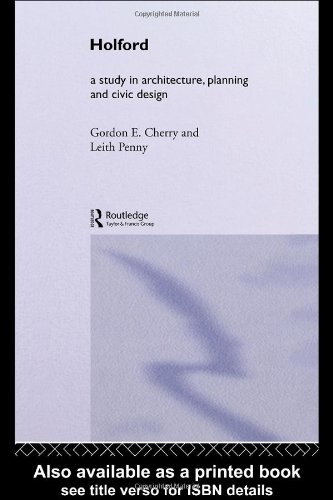 Holford
a study in architecture, planning
and civic design
Gordon E. Cherry and
Leith Penny
Routledge
Taylor & Francis Group
Also available as a printed book
see title verso for ISBN details